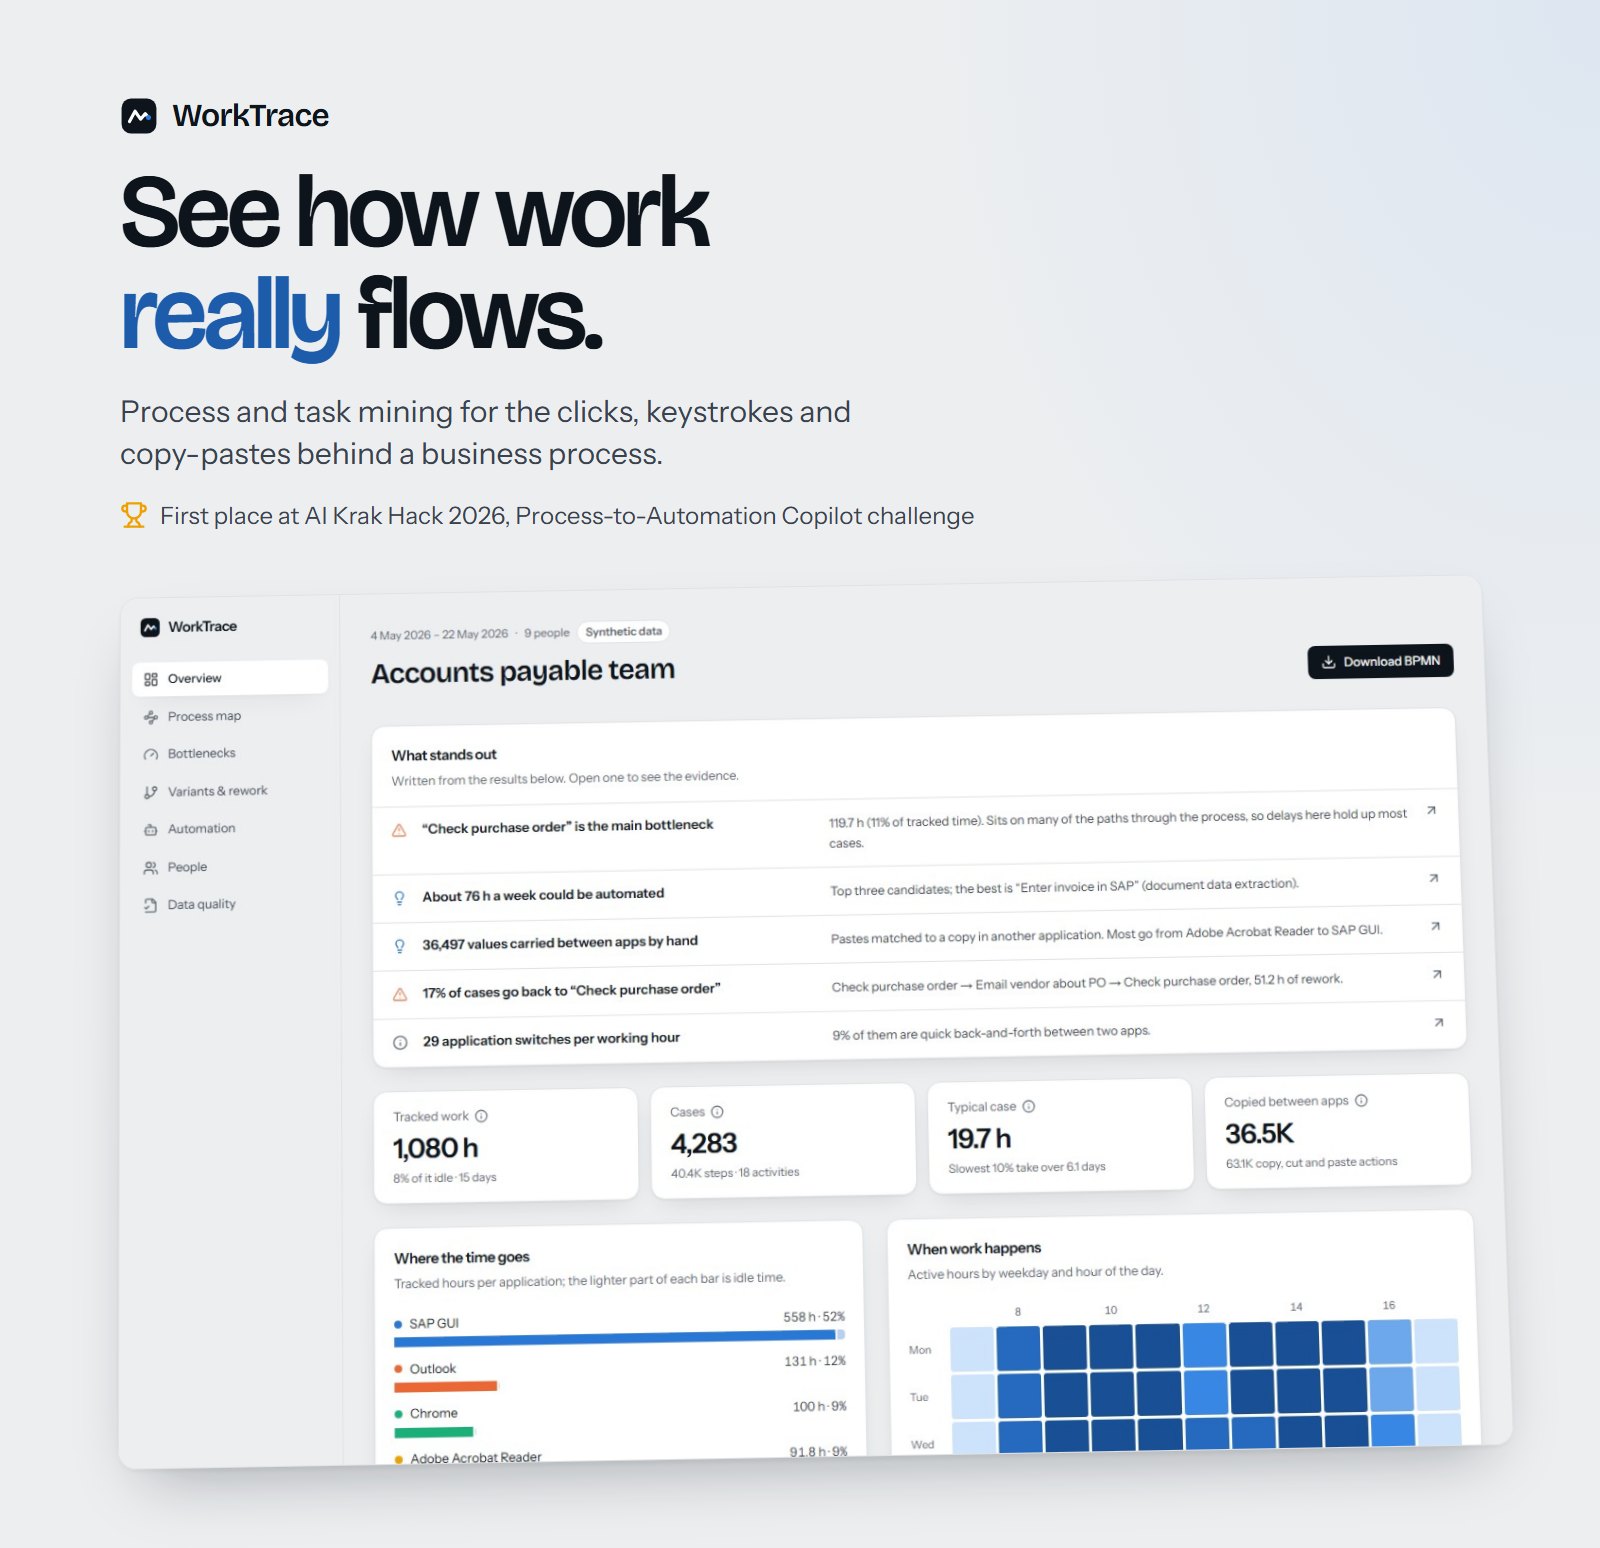 WorkTrace
See how work
really flows.
Process and task mining for the clicks, keystrokes and
copy-pastes behind a business process.
First place at AI Krak Hack 2026, Process-to-Automation Copilot challenge
WorkTrace
Overview
Process map
Bottlenecks
Variants & rework
Automation
People
Data quality
4 May 2026 – 22 May 2026 · 9 people Synthetic data
Accounts payable team
Download BPMN
What stands out
Written from the results below. Open one to see the evidence.
“Check purchase order” is the main bottleneck
119.7 h (11% of tracked time). Sits on many of the paths through the process, so delays here hold up most
cases.
About 76 h a week could be automated
Top three candidates; the best is “Enter invoice in SAP” (document data extraction).
36,497 values carried between apps by hand
Pastes matched to a copy in another application. Most go from Adobe Acrobat Reader to SAP GUI.
17% of cases go back to “Check purchase order”
Check purchase order → Email vendor about PO → Check purchase order, 51.2 h of rework.
29 application switches per working hour
9% of them are quick back-and-forth between two apps.
Tracked work
1,080 h
8% of it idle · 15 days
Cases
4,283
40.4K steps · 18 activities
Typical case
19.7 h
Slowest 10% take over 6.1 days
Copied between apps
36.5K
63.1K copy, cut and paste actions
Where the time goes
Tracked hours per application; the lighter part of each bar is idle time.
SAP GUI 558 h · 52%
Outlook 131 h · 12%
Chrome 100 h · 9%
Adobe Acrobat Reader 91.8 h · 9%
When work happens
Active hours by weekday and hour of the day.
8 10 12 14 16
Mon
Tue
Wed